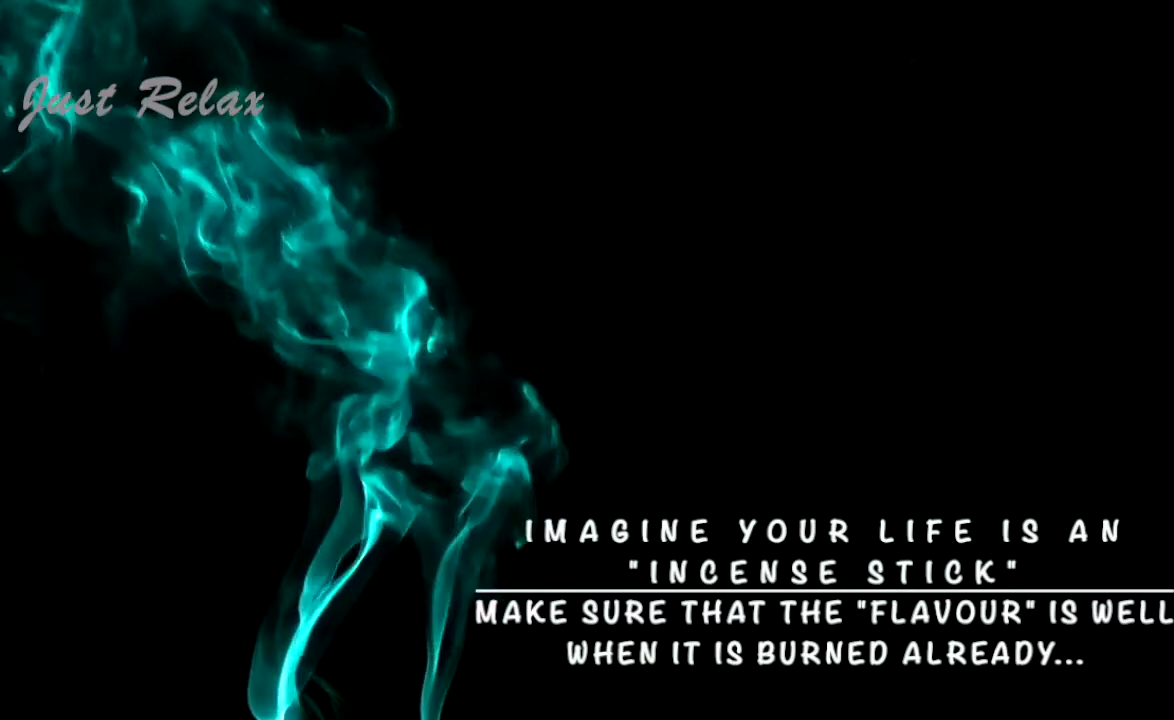 Just Relax
IMAGINE YOUR LIFE IS AN
"INCENSE STICK"
MAKE SURE THAT THE "FLAVOUR" IS WELL
WHEN IT IS BURNED ALREADY...